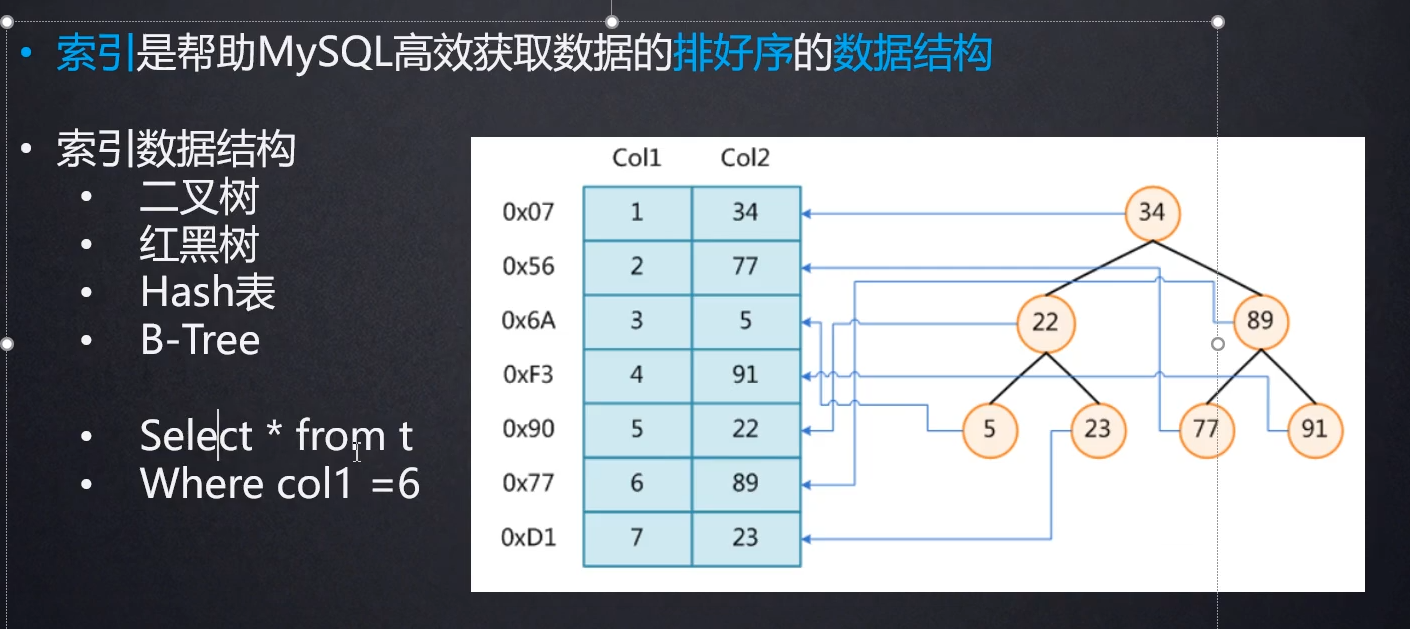 索引是帮助MySQL高效获取数据的排好序的数据结构
索引数据结构
二叉树
红黑树
Hash表
B-Tree
Select * from t
Where col1 =6
Col1 Col2
0x07 1 34
0x56 2 77
0x6A 3 5
0xF3 4 91
0x90 5 22
0x77 6 89
0xD1 7 23
34
22 89
5 23 77 91